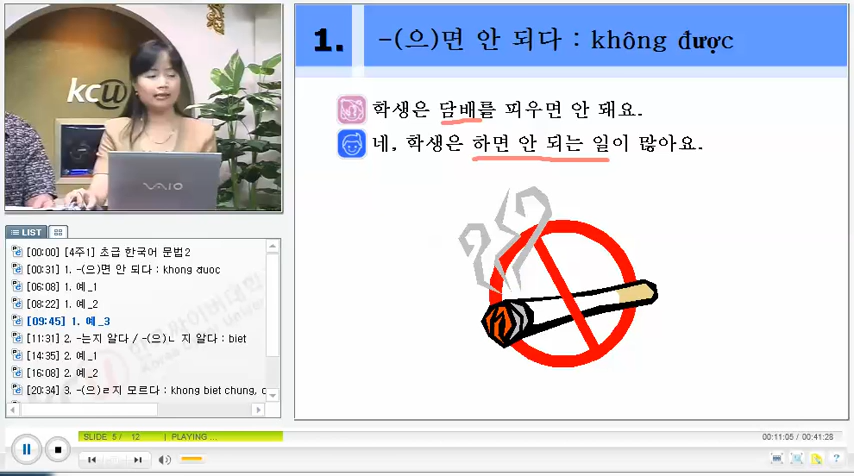 kcu
VAIO
1. -(으)면 안 되다 : không được
학생은 담배를 피우면 안 돼요.
네, 학생은 하면 안 되는 일이 많아요.
LIST
[00:00] [4주1] 초급 한국어 문법2
[00:31] 1. -(으)면 안 되다 : khong duoc
[06:08] 1. 예_1
[08:22] 1. 예_2
[09:45] 1. 예_3
[11:31] 2. -는지 알다 / -(으)ㄴ 지 알다 : biet
[14:35] 2. 예_1
[16:08] 2. 예_2
[20:34] 3. -(으)ㄹ지 모르다 : khong biet chung, c
SLIDE 5 / 12 PLAYING ...
00:11:05 / 00:41:28